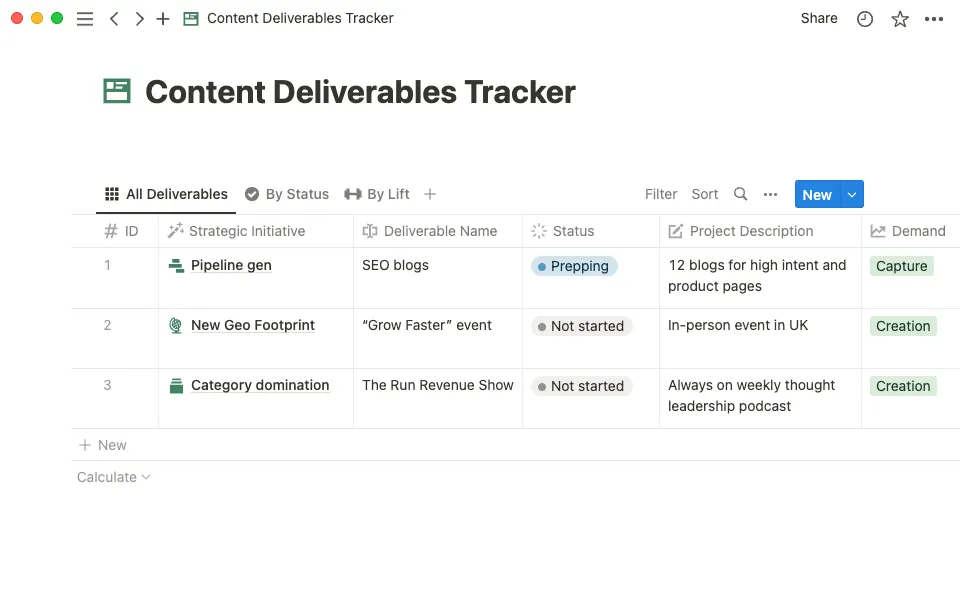 Content Deliverables Tracker
Share
Content Deliverables Tracker
All Deliverables By Status By Lift
Filter Sort New
# ID Strategic Initiative Deliverable Name Status Project Description Demand
1 Pipeline gen SEO blogs Prepping 12 blogs for high intent and Capture
product pages
2 New Geo Footprint “Grow Faster” event Not started In-person event in UK Creation
3 Category domination The Run Revenue Show Not started Always on weekly thought Creation
leadership podcast
+ New
Calculate